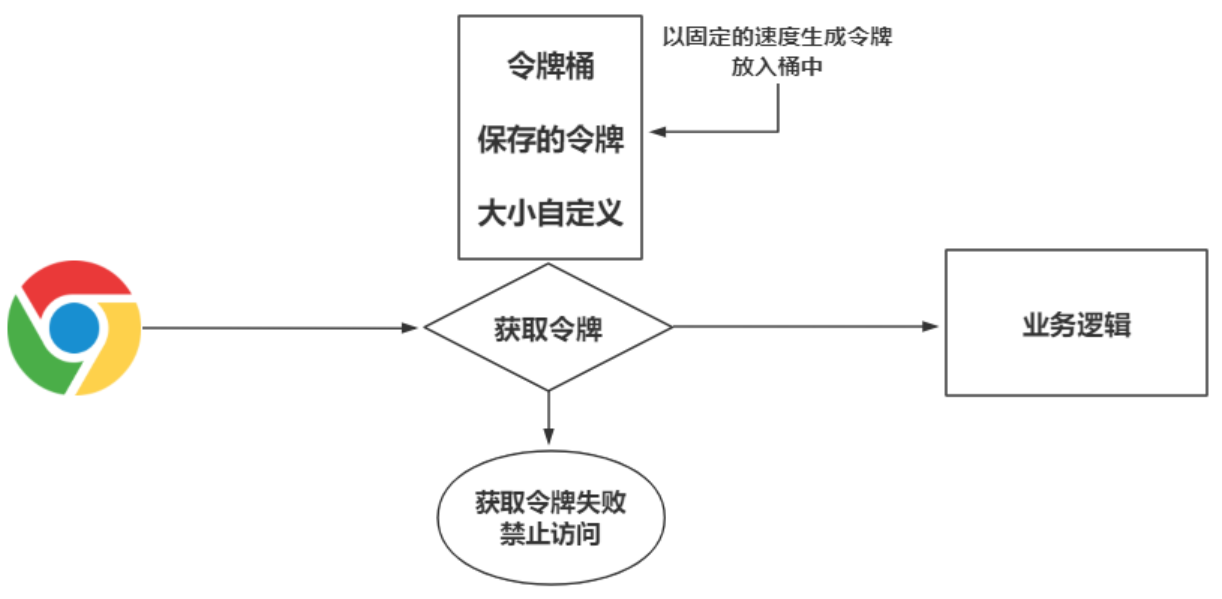 令牌桶
保存的令牌
大小自定义
以固定的速度生成令牌
放入桶中
获取令牌
业务逻辑
获取令牌失败
禁止访问